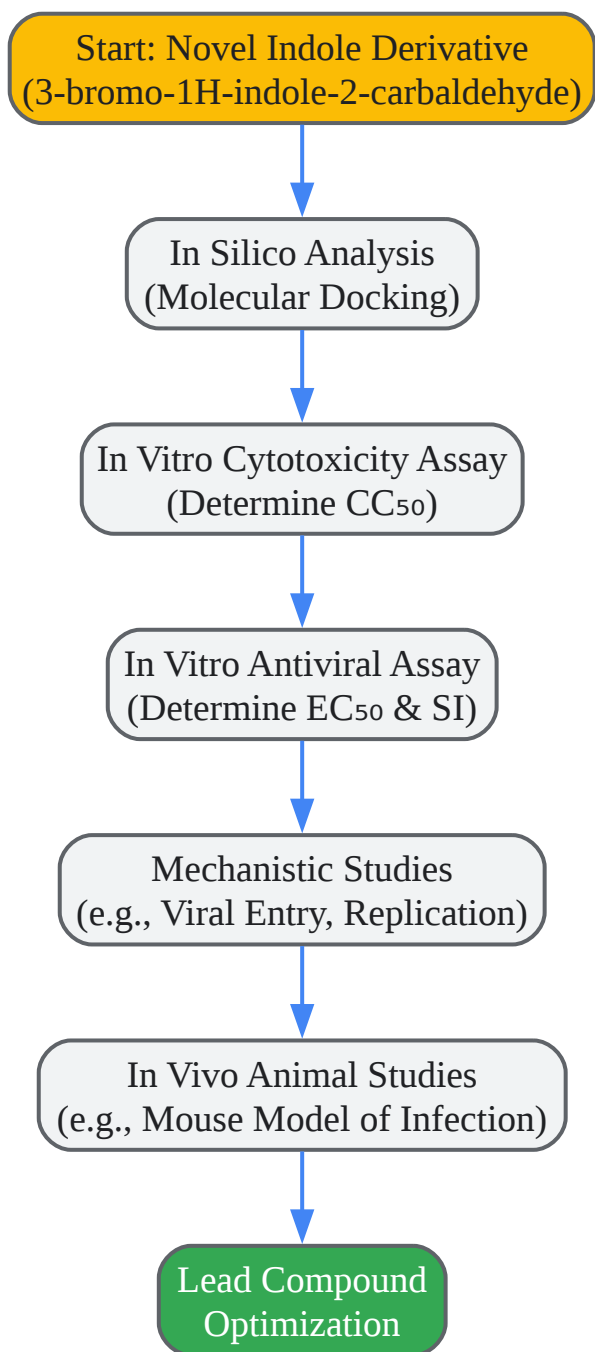 Start: Novel Indole Derivative
(3-bromo-1H-indole-2-carbaldehyde)
In Silico Analysis
(Molecular Docking)
In Vitro Cytotoxicity Assay
(Determine CC₅₀)
In Vitro Antiviral Assay
(Determine EC₅₀ & SI)
Mechanistic Studies
(e.g., Viral Entry, Replication)
In Vivo Animal Studies
(e.g., Mouse Model of Infection)
Lead Compound
Optimization